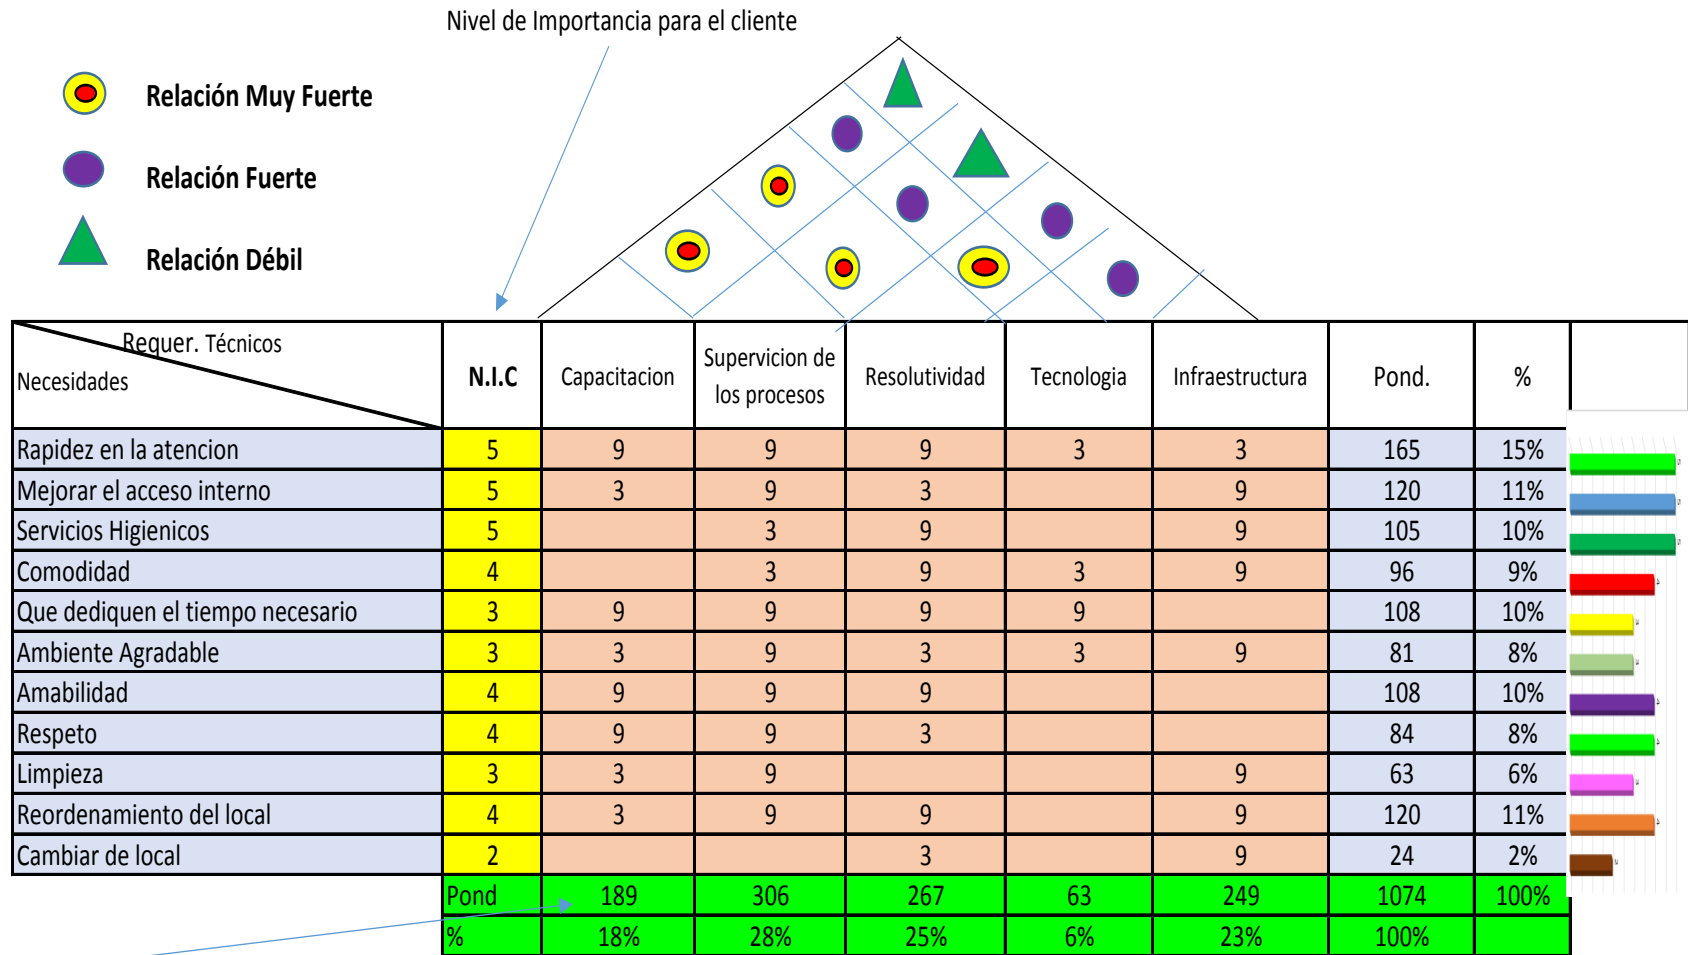 Nivel de Importancia para el cliente
Relación Muy Fuerte
Relación Fuerte
Relación Débil
Requer. Técnicos
Necesidades
N.I.C Capacitacion Supervicion de los procesos Resolutividad Tecnologia Infraestructura Pond. %
Rapidez en la atencion 5 9 9 9 3 3 165 15%
Mejorar el acceso interno 5 3 9 3 9 120 11%
Servicios Higienicos 5 3 9 9 105 10%
Comodidad 4 3 9 3 9 96 9%
Que dediquen el tiempo necesario 3 9 9 9 9 108 10%
Ambiente Agradable 3 3 9 3 3 9 81 8%
Amabilidad 4 9 9 9 108 10%
Respeto 4 9 9 3 84 8%
Limpieza 3 3 9 9 63 6%
Reordenamiento del local 4 3 9 9 9 120 11%
Cambiar de local 2 3 9 24 2%
Pond 189 306 267 63 249 1074 100%
% 18% 28% 25% 6% 23% 100%